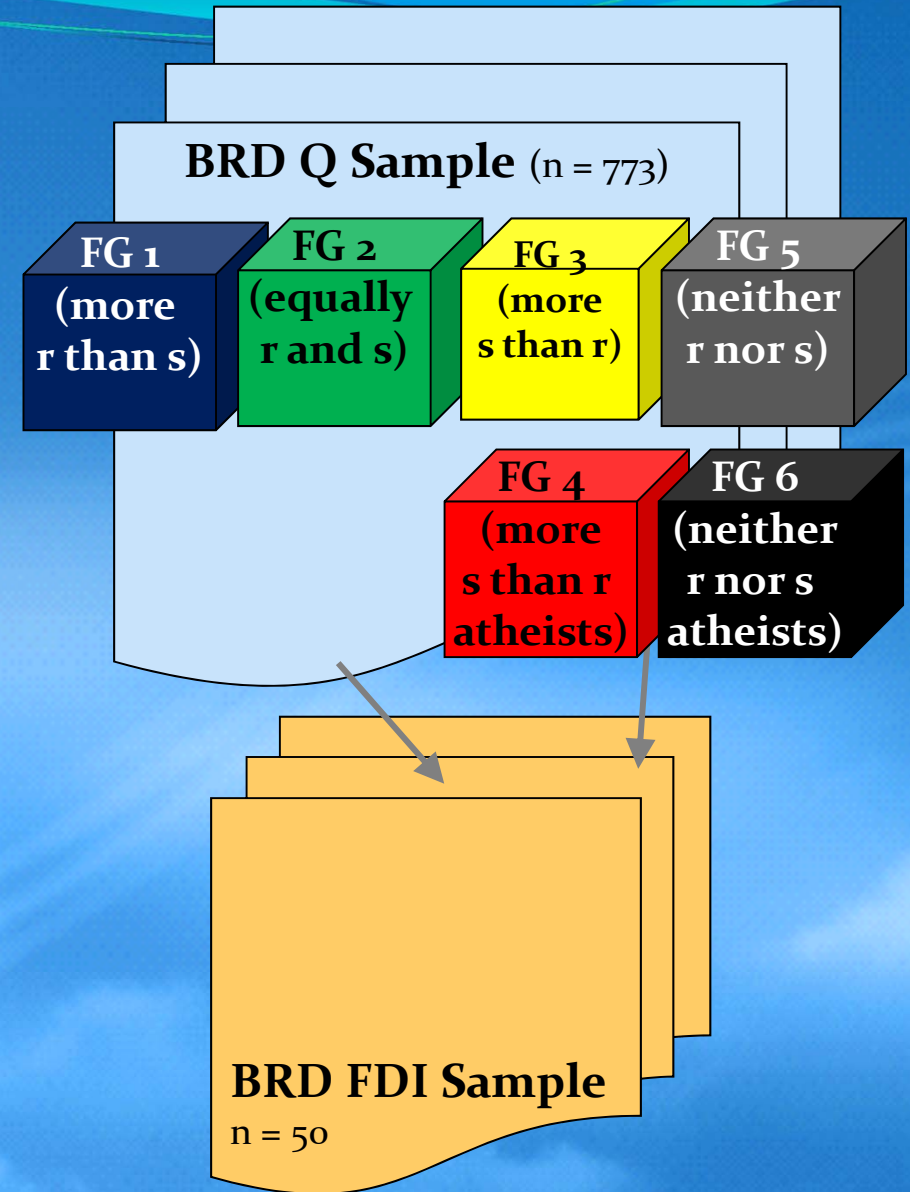 BRD Q Sample (n = 773)
FG 1
(more
r than s)
FG 2
(equally
r and s)
FG 3
(more
s than r)
FG 5
(neither
r nor s)
FG 4
(more
s than r
atheists)
FG 6
(neither
r nor s
atheists)
BRD FDI Sample
n = 50